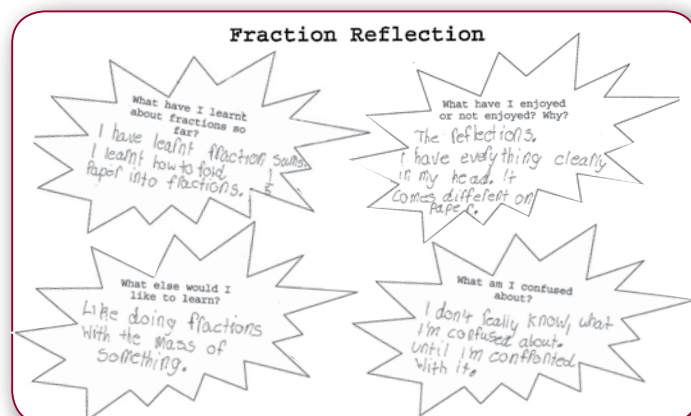 Fraction Reflection
What have I learnt
about fractions so
far?
I have learnt fraction sums.
I learnt how to fold
Paper into fractions.
What have I enjoyed
or not enjoyed? Why?
The reflections.
I have everything clearly
in my head. It
Comes different on
Paper.
What else would I
like to learn?
Like doing fractions
with the mass of
Something.
What am I confused
about?
I don't really know, what
I'm confused about.
until i'm confronted
With it.